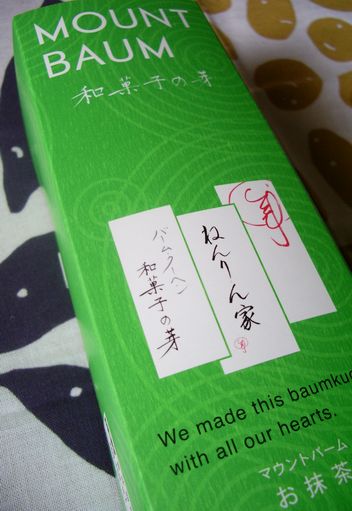 MOUNT
BAUM
和菓子の芽
バームクーヘン
和菓子の芽
ねんりん家
We made this baumku
with all our hearts.
マウントバーム
お抹茶